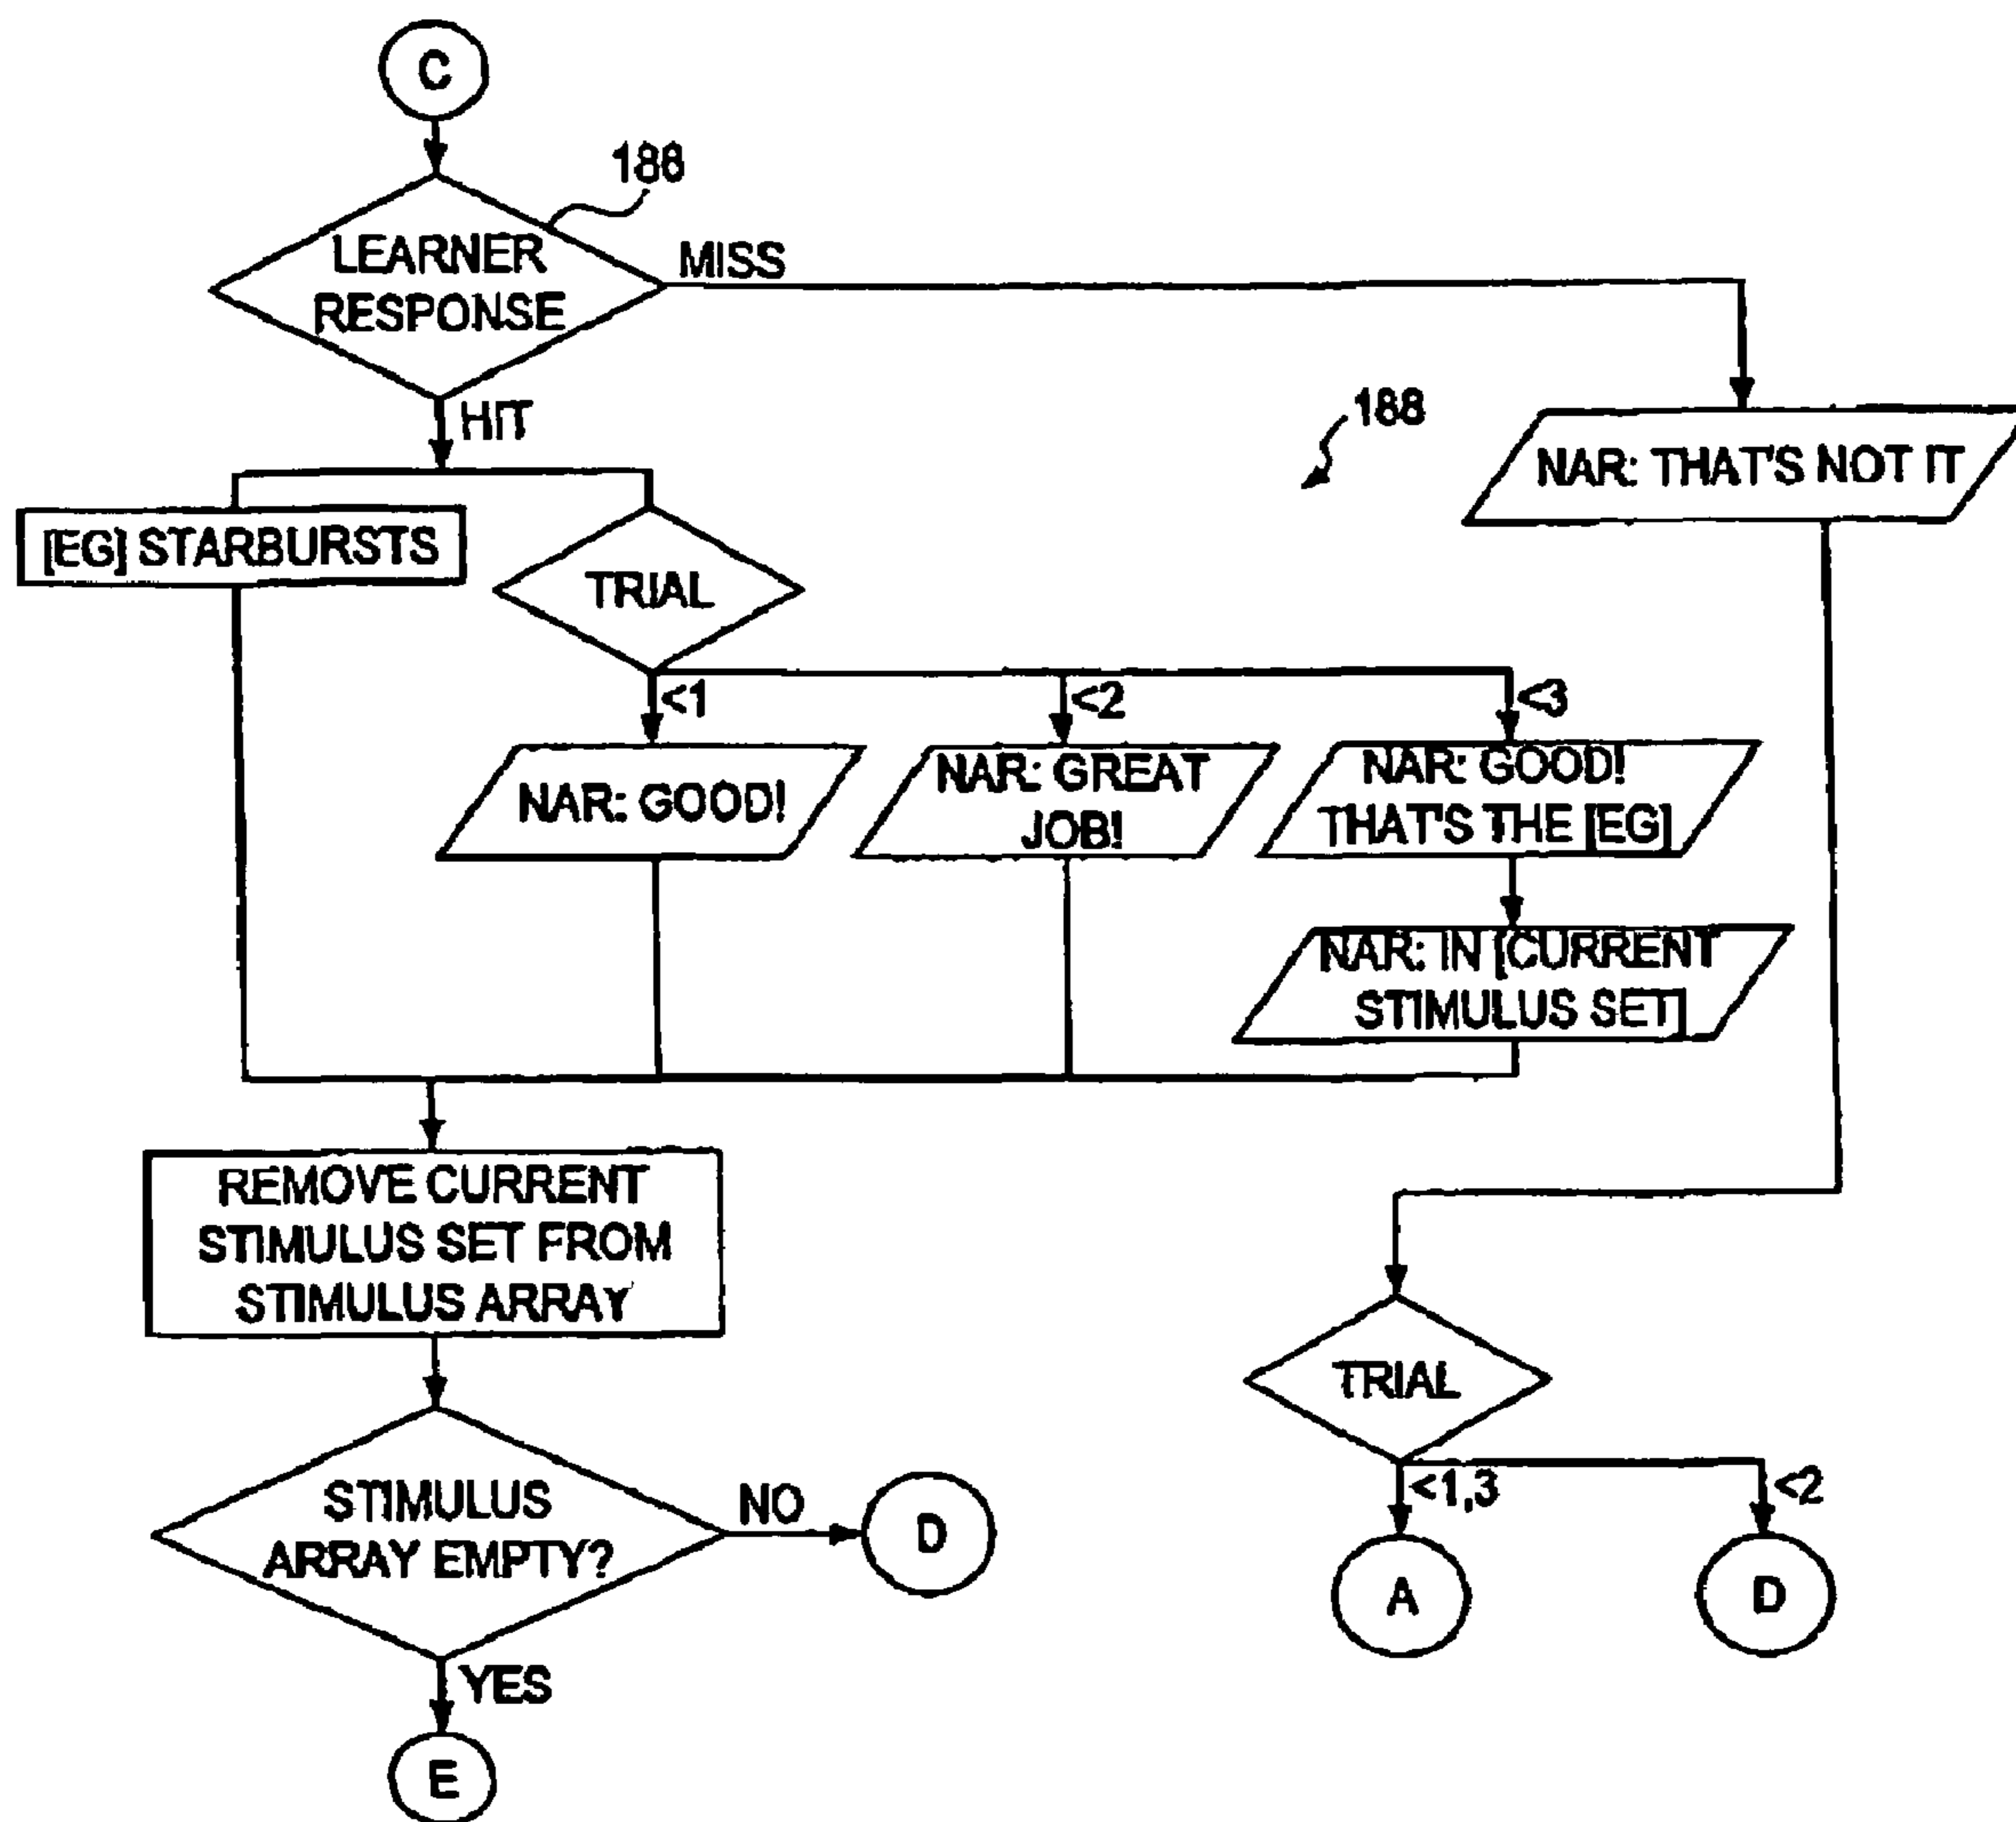 C
186
LEARNER
RESPONSE
MISS
HIT
188
NAR: THAT'S NOT IT
[EG] STARBURSTS
TRIAL
<1
<2
<3
NAR: GOOD!
NAR: GREAT
JOB!
NAR: GOOD!
THAT'S THE [EG]
NAR: IN [CURRENT
STIMULUS SET]
REMOVE CURRENT
STIMULUS SET FROM
STIMULUS ARRAY
TRIAL
<1,3
<2
A
D
STIMULUS
ARRAY EMPTY?
NO
D
YES
E